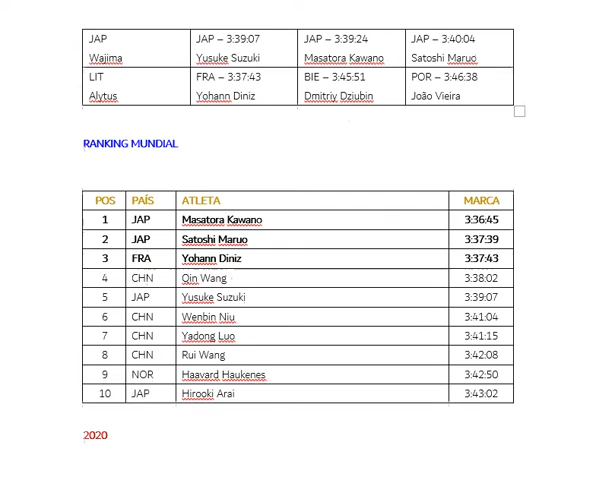 JAP JAP – 3:39:07 JAP – 3:39:24 JAP – 3:40:04
Wajima Yusuke Suzuki Masatora Kawano Satoshi Maruo
LIT FRA – 3:37:43 BIE – 3:45:51 POR – 3:46:38
Alytus Yohann Diniz Dmitriy Dziubin João Vieira
RANKING MUNDIAL
POS PAÍS ATLETA MARCA
1 JAP Masatora Kawano 3:36:45
2 JAP Satoshi Maruo 3:37:39
3 FRA Yohann Diniz 3:37:43
4 CHN Qin Wang 3:38:02
5 JAP Yusuke Suzuki 3:39:07
6 CHN Wenbin Niu 3:41:04
7 CHN Yadong Luo 3:41:15
8 CHN Rui Wang 3:42:08
9 NOR Haavard Haukenes 3:42:50
10 JAP Hirooki Arai 3:43:02
2020